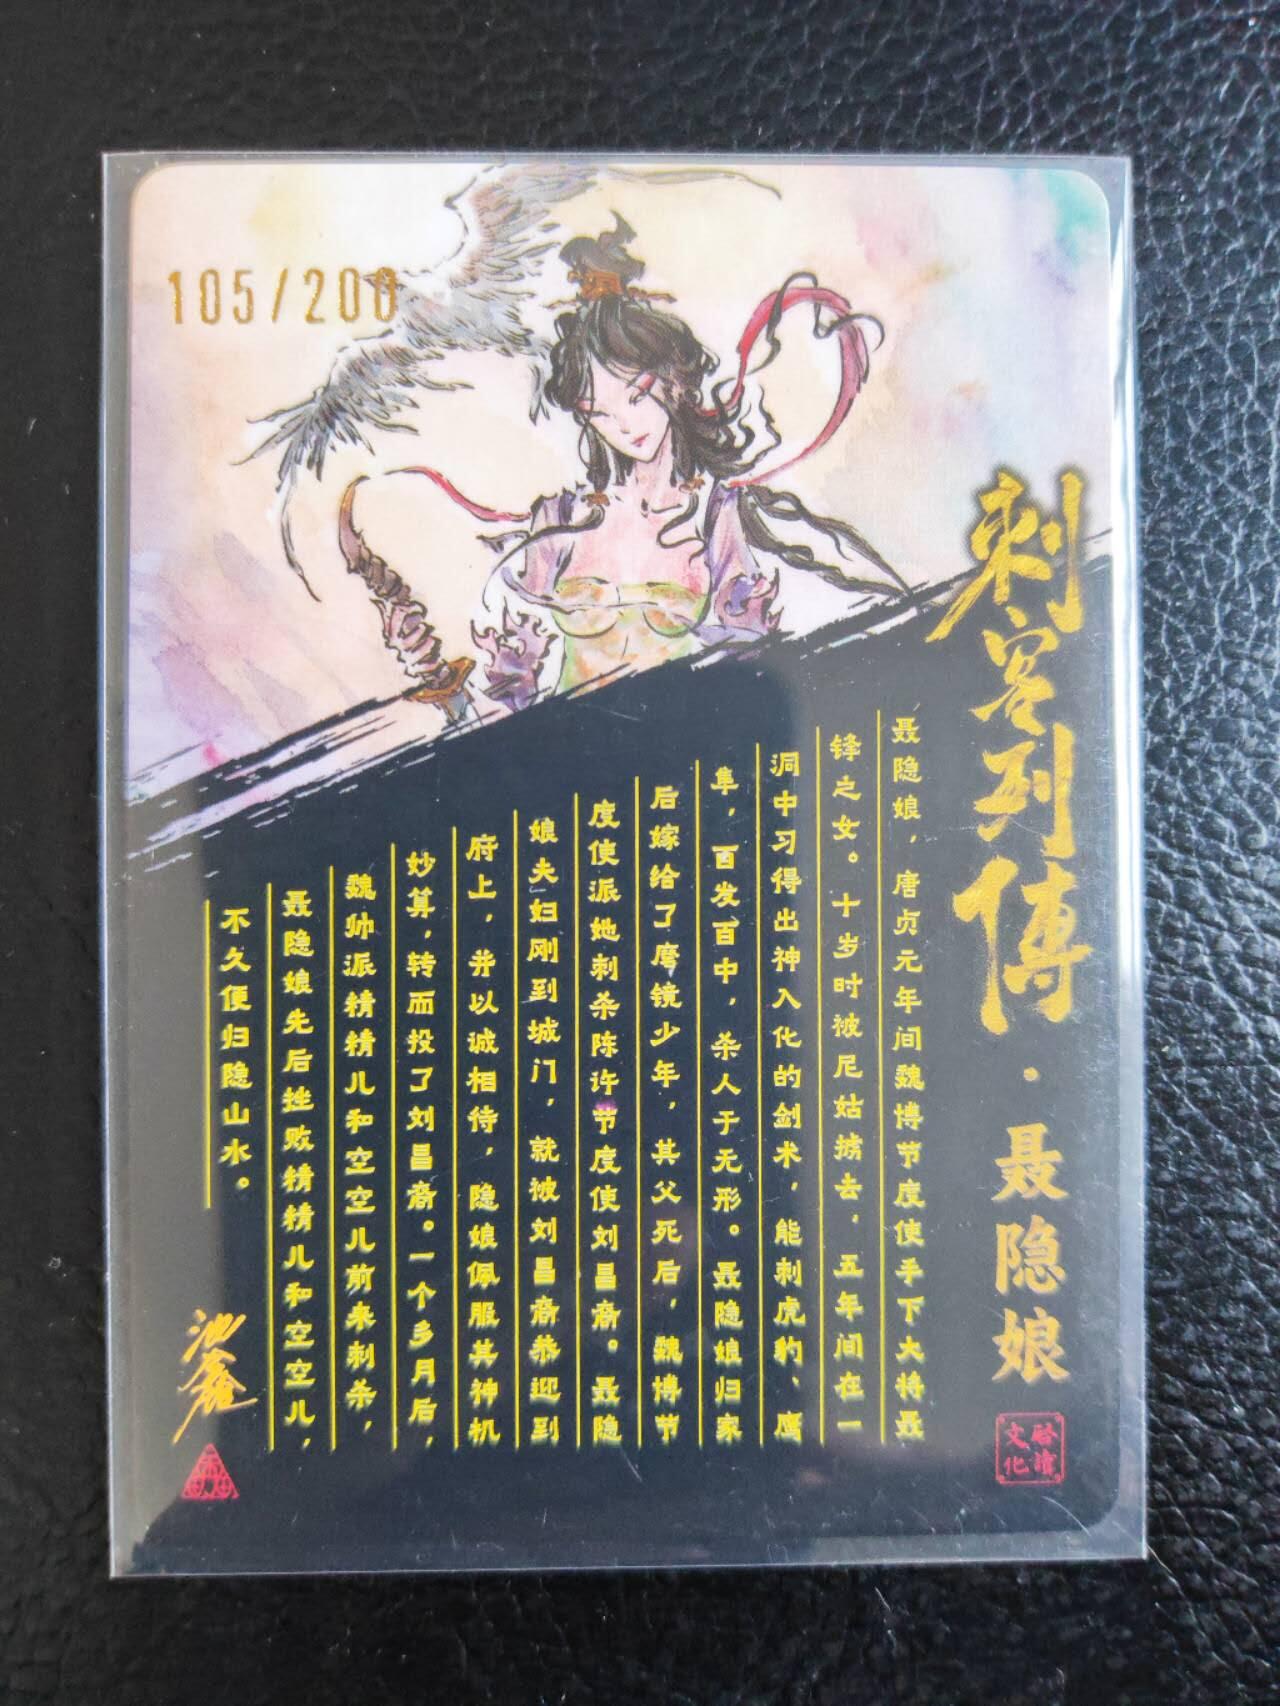 105/200
刺客列傳·聂隐娘
聂隐娘，唐贞元年间魏博节度使手下大将聂
锋之女。十岁时被尼姑掳去，五年间在一
洞中习得出神入化的剑术，能刺虎豹、鹰
隼，百发百中，杀人于无形。聂隐娘归家
后嫁给了磨镜少年，其父死后，魏博节
度使派她刺杀陈许节度使刘昌裔。聂隐
娘夫妇刚到城门，就被刘昌裔恭迎到
府上，并以诚相待，隐娘佩服其神机
妙算，转而投了刘昌裔。一个多月后，
魏帅派精精儿和空空儿前来刺杀，
聂隐娘先后挫败精精儿和空空儿，
不久便归隐山水。
文化